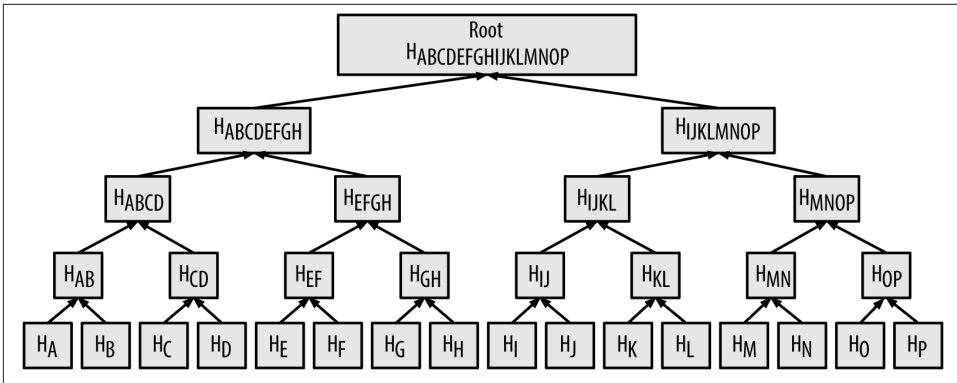 Root
HABCDEFGHIJKLMNOP
HABCDEFGH HIJKLMNOP
HABCD HEFGH HIJKL HMNOP
HAB HCD HEF HGH HIJ HKL HMN HOP
HA HB HC HD HE HF HG HH HI HJ HK HL HM HN HO HP